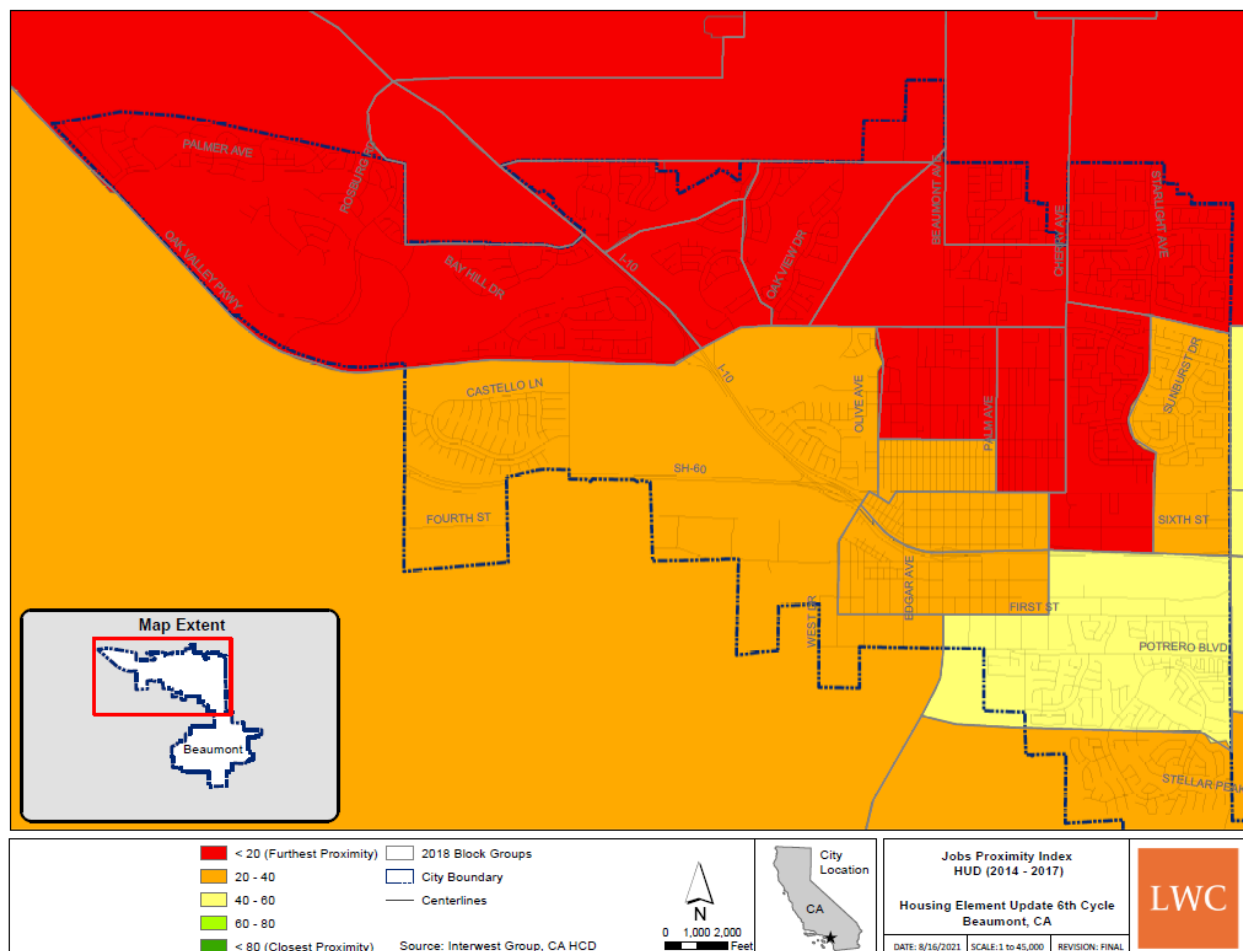 PALMER AVE
ROSBURG RD
OAK VALLEY PKWY
BAY HILL DR
I-10
OAK VIEW DR
BEAUMONT AVE
CHERRY AVE
STARLIGHT AVE
I-10
CASTELLO LN
OLIVE AVE
PALM AVE
SUNBURST DR
SH-60
FOURTH ST
SIXTH ST
EDGAR AVE
WEST DR
FIRST ST
POTRERO BLVD
STELLAR PEAK
Map Extent
Beaumont
< 20 (Furthest Proximity)
20 - 40
40 - 60
60 - 80
< 80 (Closest Proximity)
2018 Block Groups
City Boundary
Centerlines
Source: Interwest Group, CA HCD
N
0 1,000 2,000
Feet
City
Location
CA
Jobs Proximity Index
HUD (2014 - 2017)
Housing Element Update 6th Cycle
Beaumont, CA
DATE: 8/16/2021 SCALE:1 to 45,000 REVISION: FINAL
LWC